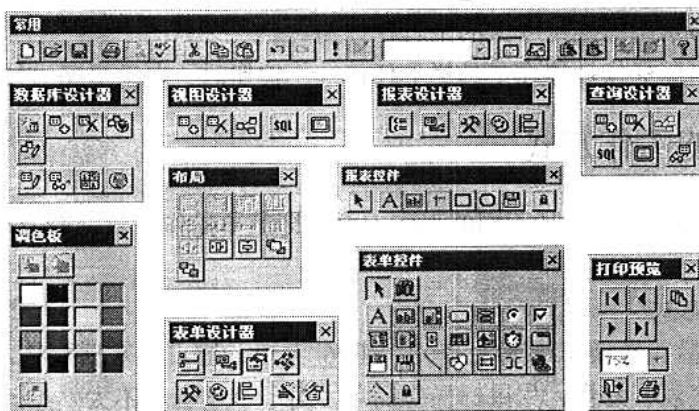 常用
数据库设计器
视图设计器
SQL
报表设计器
查询设计器
SQL
布局
报表控件
调色板
表单控件
打印预览
75%
表单设计器